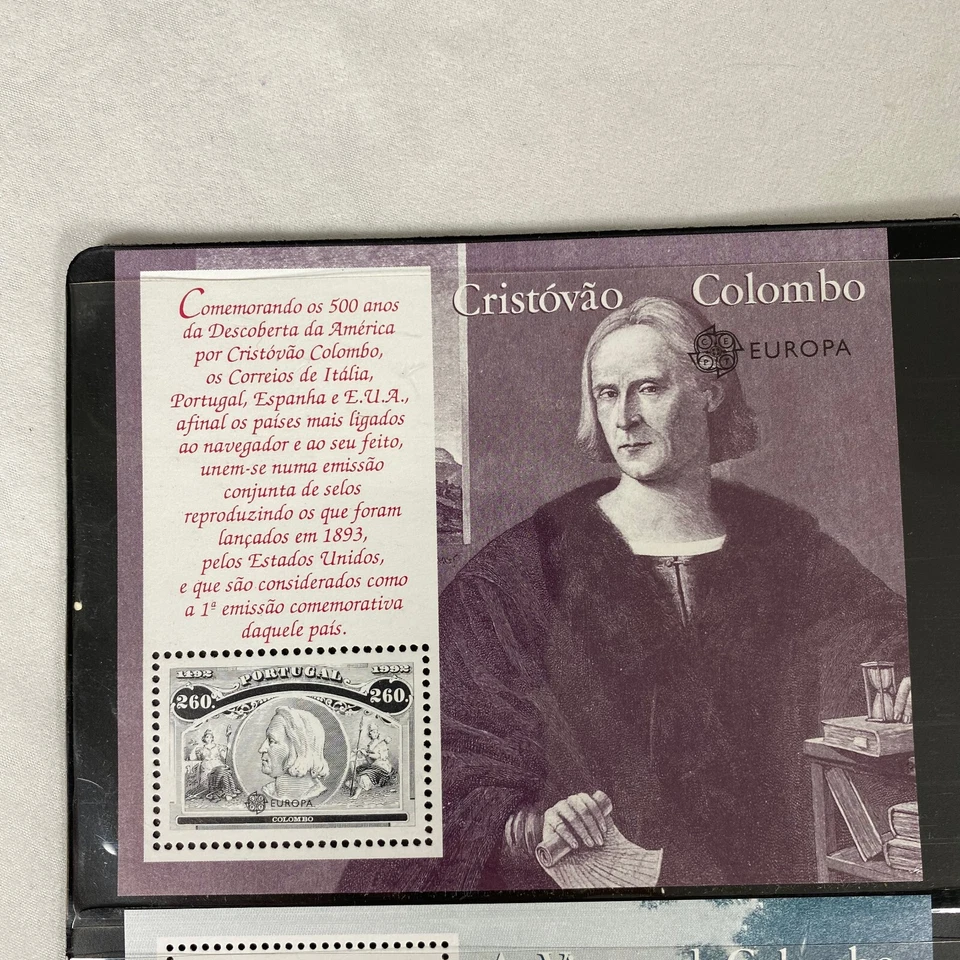 Cristóvão Colombo
CEPT EUROPA
Comemorando os 500 anos
da Descoberta da América
por Cristóvão Colombo,
os Correios de Itália,
Portugal, Espanha e E.U.A.,
afinal os países mais ligados
ao navegador e ao seu feito,
unem-se numa emissão
conjunta de selos
reproduzindo os que foram
lançados em 1893,
pelos Estados Unidos,
e que são considerados como
a 1ª emissão comemorativa
daquele país.
1492 PORTUGAL 1992
260. 260.
EUROPA
COLOMBO